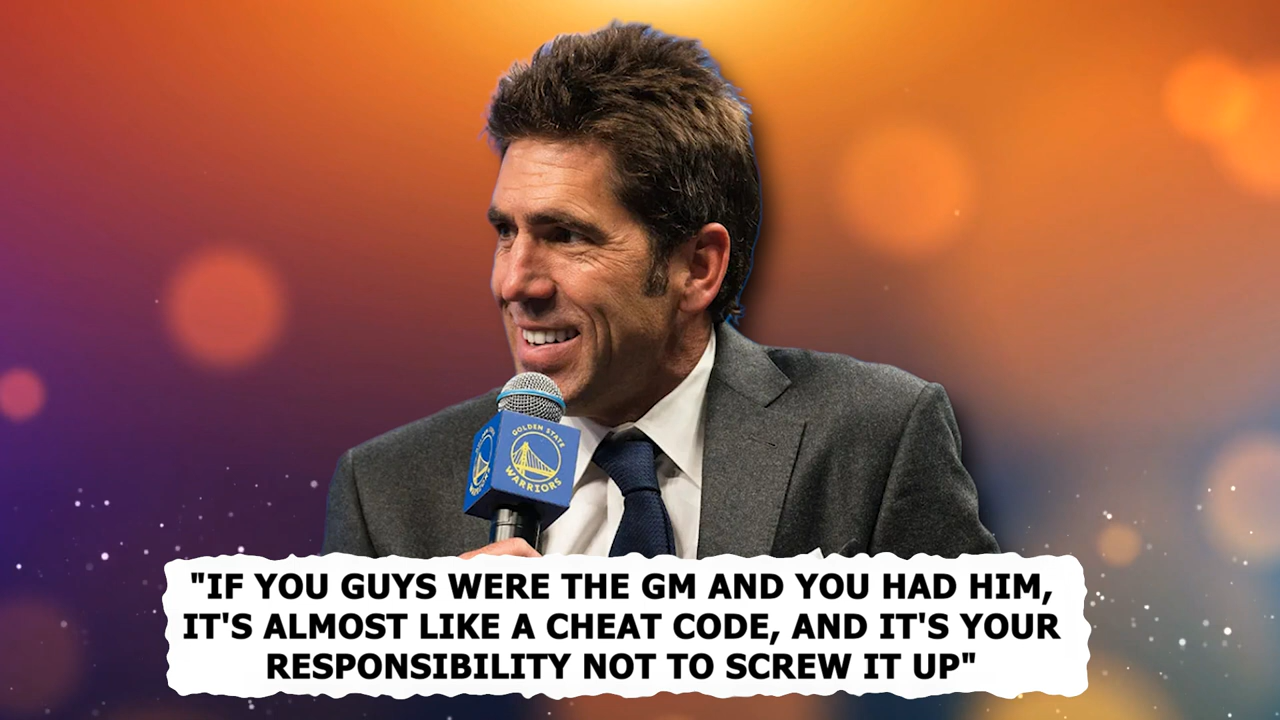 GOLDEN STATE
WARRIORS
"IF YOU GUYS WERE THE GM AND YOU HAD HIM,
IT'S ALMOST LIKE A CHEAT CODE, AND IT'S YOUR
RESPONSIBILITY NOT TO SCREW IT UP"